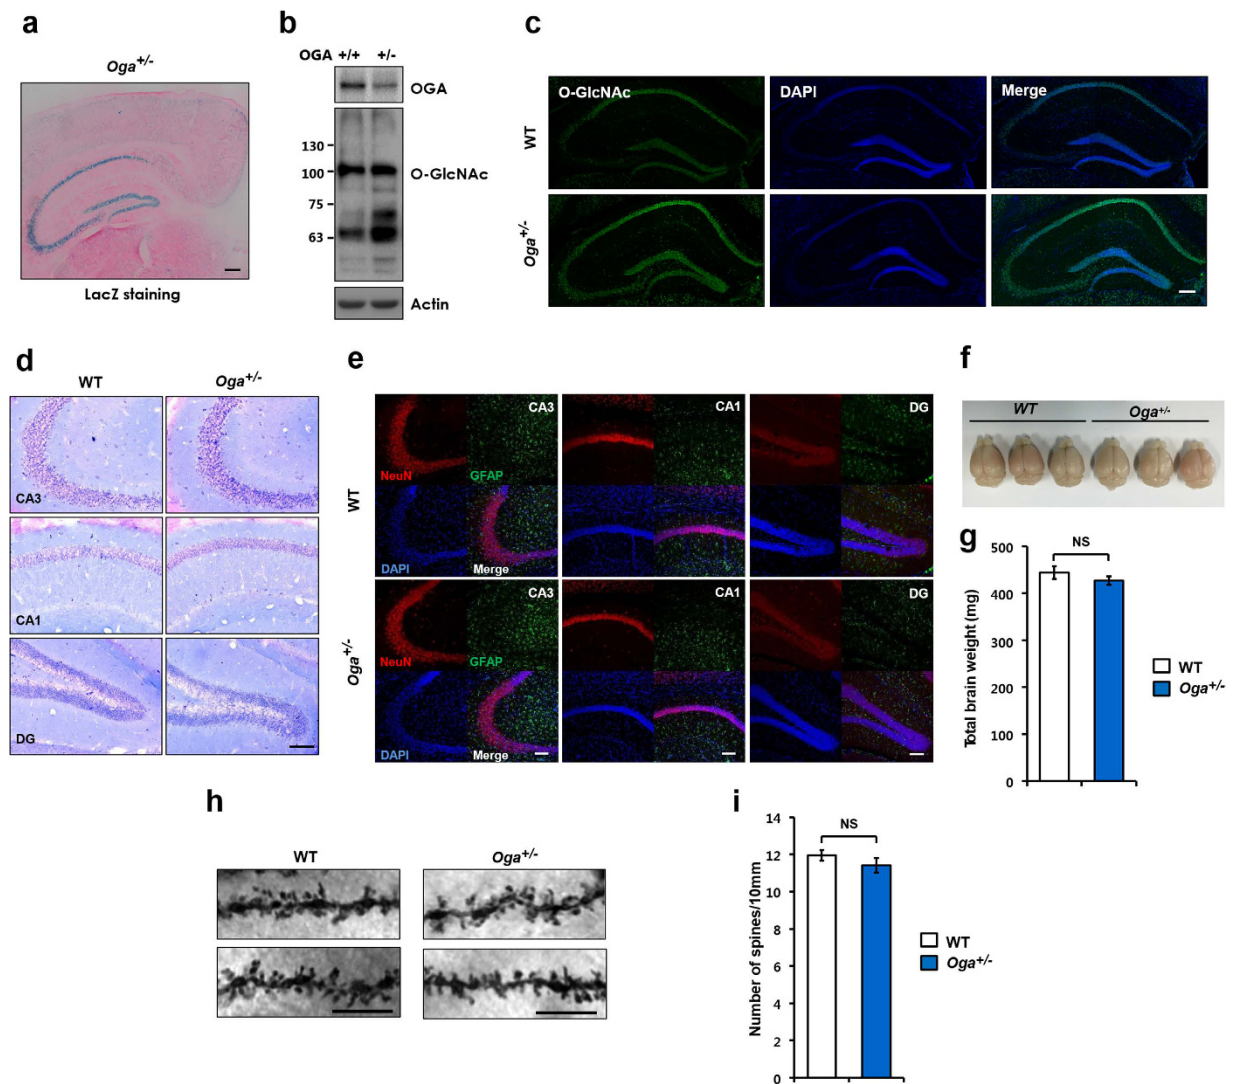 a
Oga+/-
LacZ staining
b
OGA +/+ +/-
OGA
130
100
75
63
O-GlcNAc
Actin
c
O-GlcNAc
DAPI
Merge
WT
Oga+/-
d
WT
Oga+/-
CA3
CA1
DG
e
WT
CA3
NeuN
GFAP
DAPI
Merge
CA1
DG
Oga+/-
CA3
NeuN
GFAP
DAPI
Merge
CA1
DG
f
WT
Oga+/-
g
Total brain weight (mg)
500
400
300
200
100
0
NS
WT
Oga+/-
h
WT
Oga+/-
i
Number of spines/10mm
14
12
10
8
6
4
2
0
NS
WT
Oga+/-